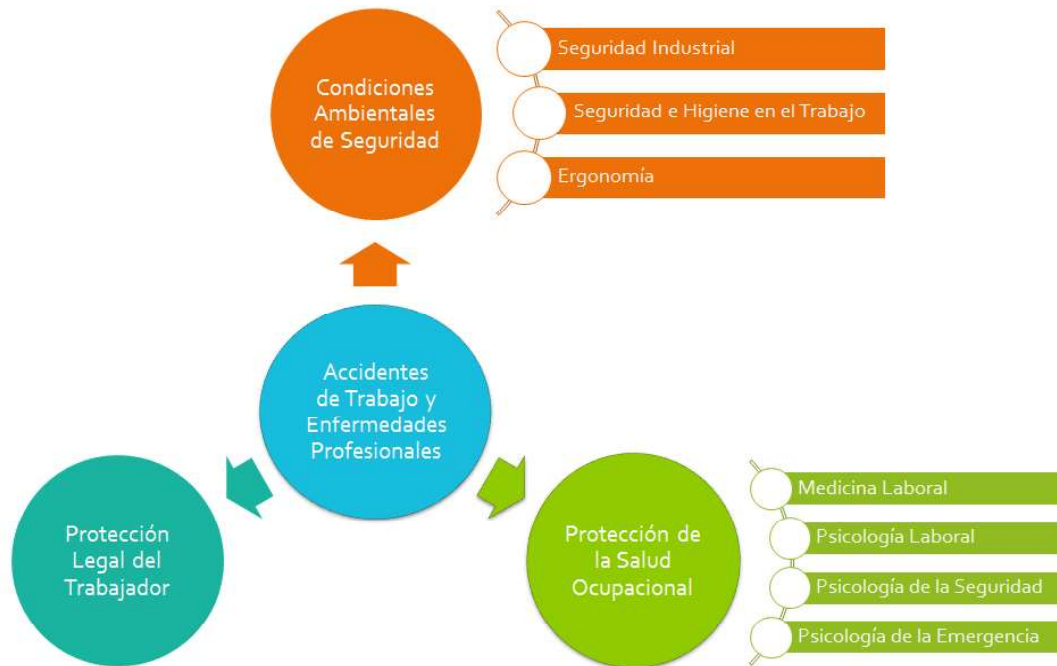 Condiciones
Ambientales
de Seguridad
Seguridad Industrial
Seguridad e Higiene en el Trabajo
Ergonomía
Accidentes
de Trabajo y
Enfermedades
Profesionales
Protección
Legal del
Trabajador
Protección de
la Salud
Ocupacional
Medicina Laboral
Psicología Laboral
Psicología de la Seguridad
Psicología de la Emergencia